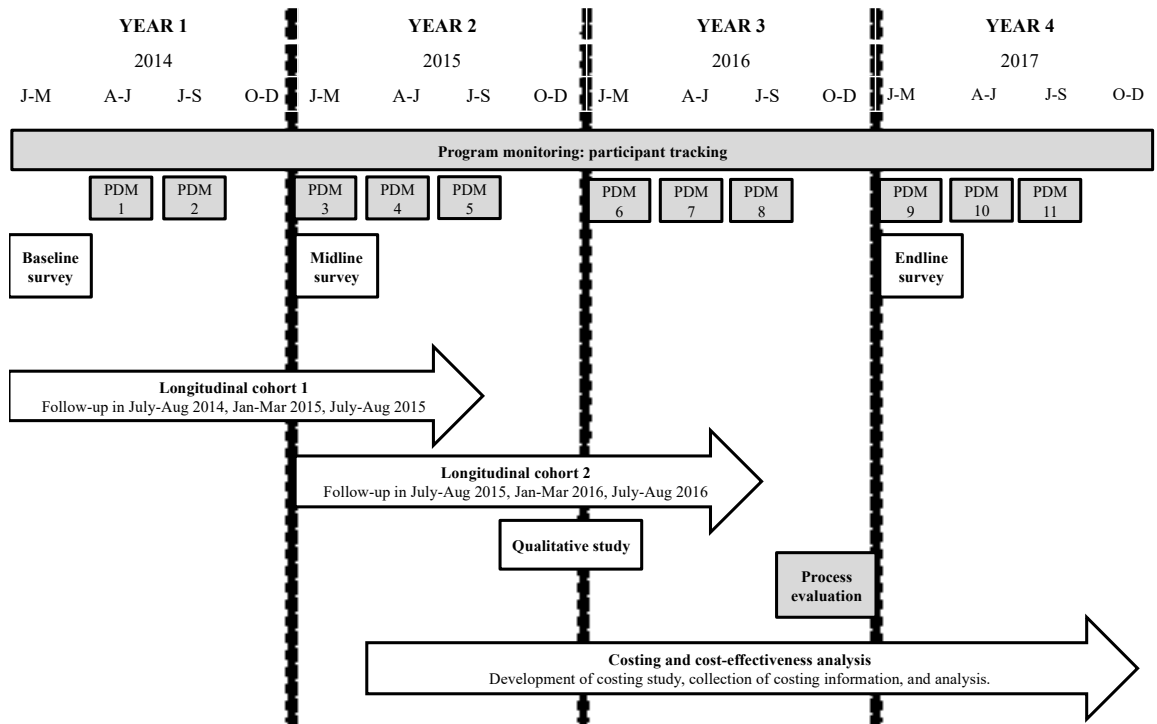 YEAR 1 YEAR 2 YEAR 3 YEAR 4
2014 2015 2016 2017
J-M A-J J-S O-D J-M A-J J-S O-D J-M A-J J-S O-D J-M A-J J-S O-D
Program monitoring: participant tracking
PDM PDM PDM PDM PDM PDM PDM PDM PDM PDM PDM
1 2 3 4 5 6 7 8 9 10 11
Baseline Midline Endline
survey survey survey
Longitudinal cohort 1
Follow-up in July-Aug 2014, Jan-Mar 2015, July-Aug 2015
Longitudinal cohort 2
Follow-up in July-Aug 2015, Jan-Mar 2016, July-Aug 2016
Qualitative study
Process
evaluation
Costing and cost-effectiveness analysis
Development of costing study, collection of costing information, and analysis.